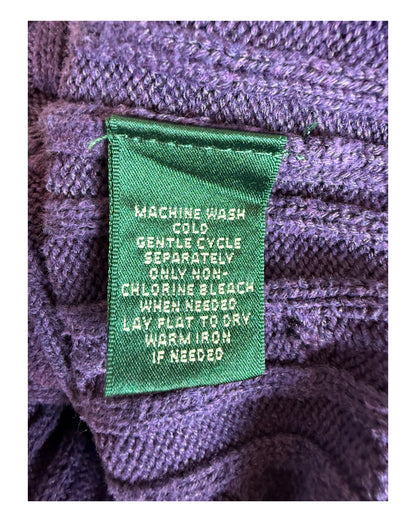 MACHINE WASH
COLD
GENTLE CYCLE
SEPARATELY
ONLY NON-
CHLORINE BLEACH
WHEN NEEDED
LAY FLAT TO DRY
WARM IRON
IF NEEDED